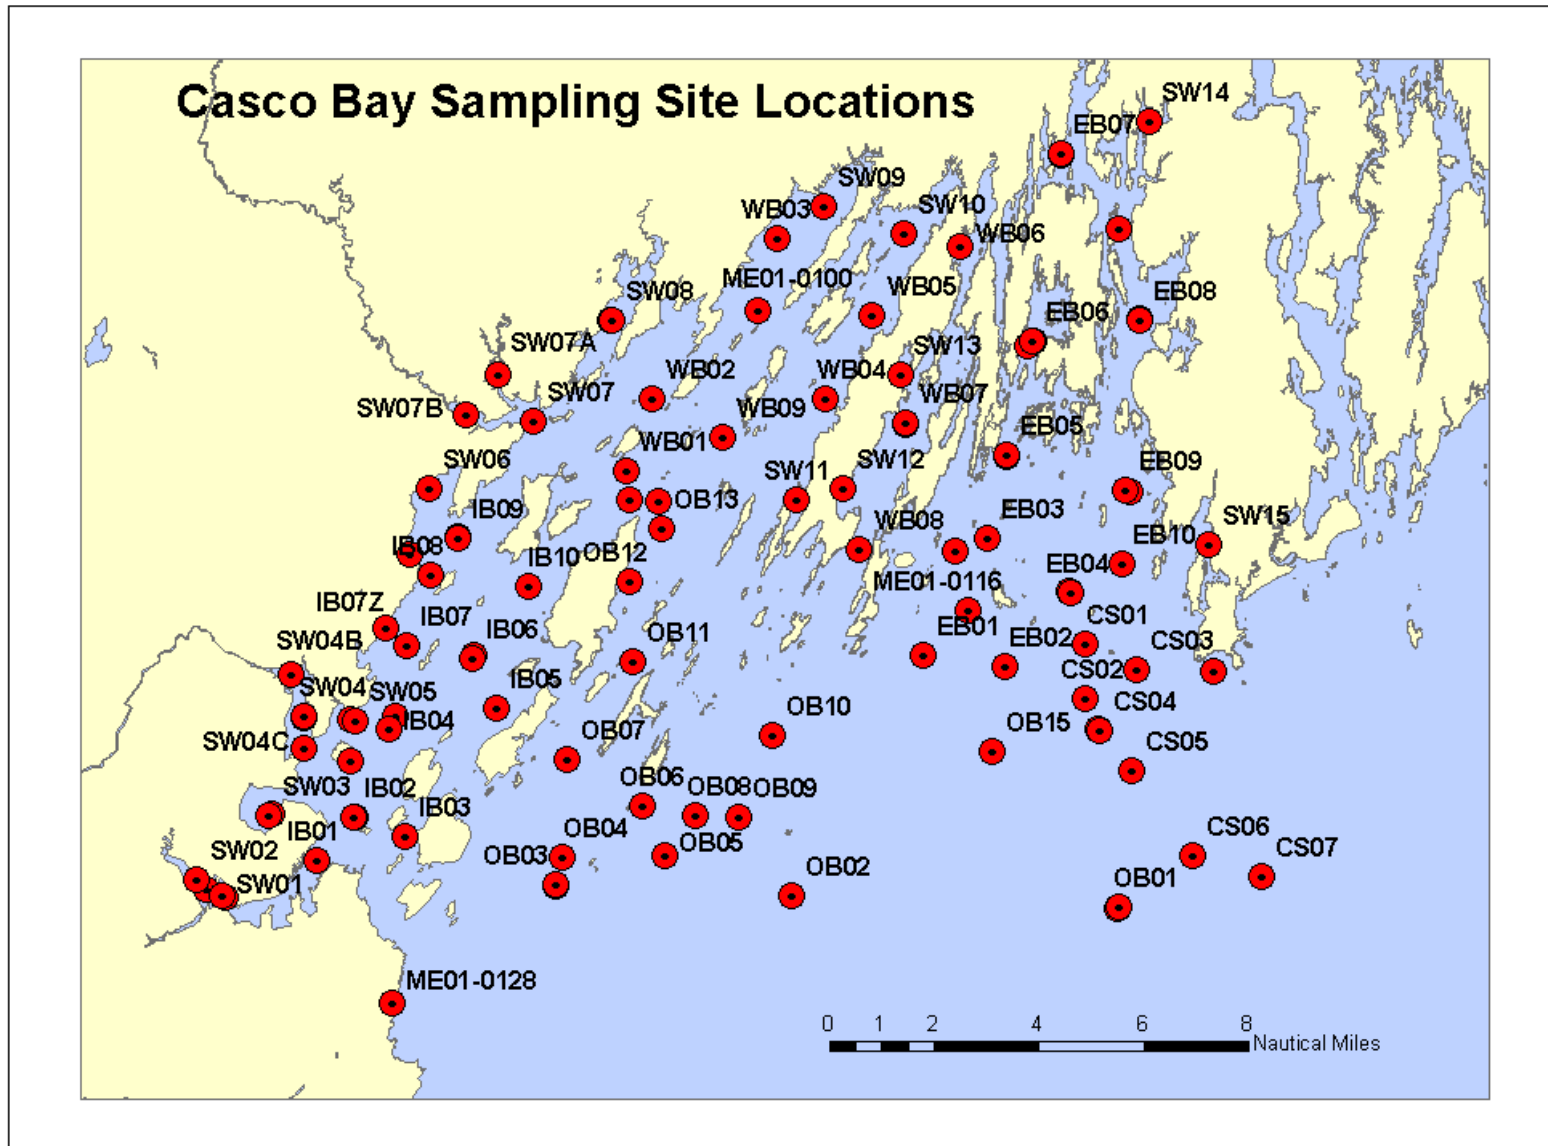 Casco Bay Sampling Site Locations
SW14
EB07
SW09
WB03
SW10
WB06
ME01-0100
WB05
SW08
EB08
EB06
SW07A
SW13
WB02
WB04
SW07
SW07B
WB09
WB07
EB05
WB01
SW06
SW12
EB09
SW11
OB13
IB09
EB03
SW15
WB08
EB10
IB08
IB10
OB12
EB04
ME01-0116
IB07Z
IB07
CS01
EB01
SW04B
IB06
OB11
EB02
CS03
CS02
SW04
SW05
IB05
CS04
IB04
OB10
OB15
SW04C
OB07
CS05
SW03
IB02
OB06
OB08
OB09
IB03
IB01
OB04
CS06
SW02
OB03
OB05
CS07
SW01
OB02
OB01
ME01-0128
0 1 2 4 6 8
Nautical Miles